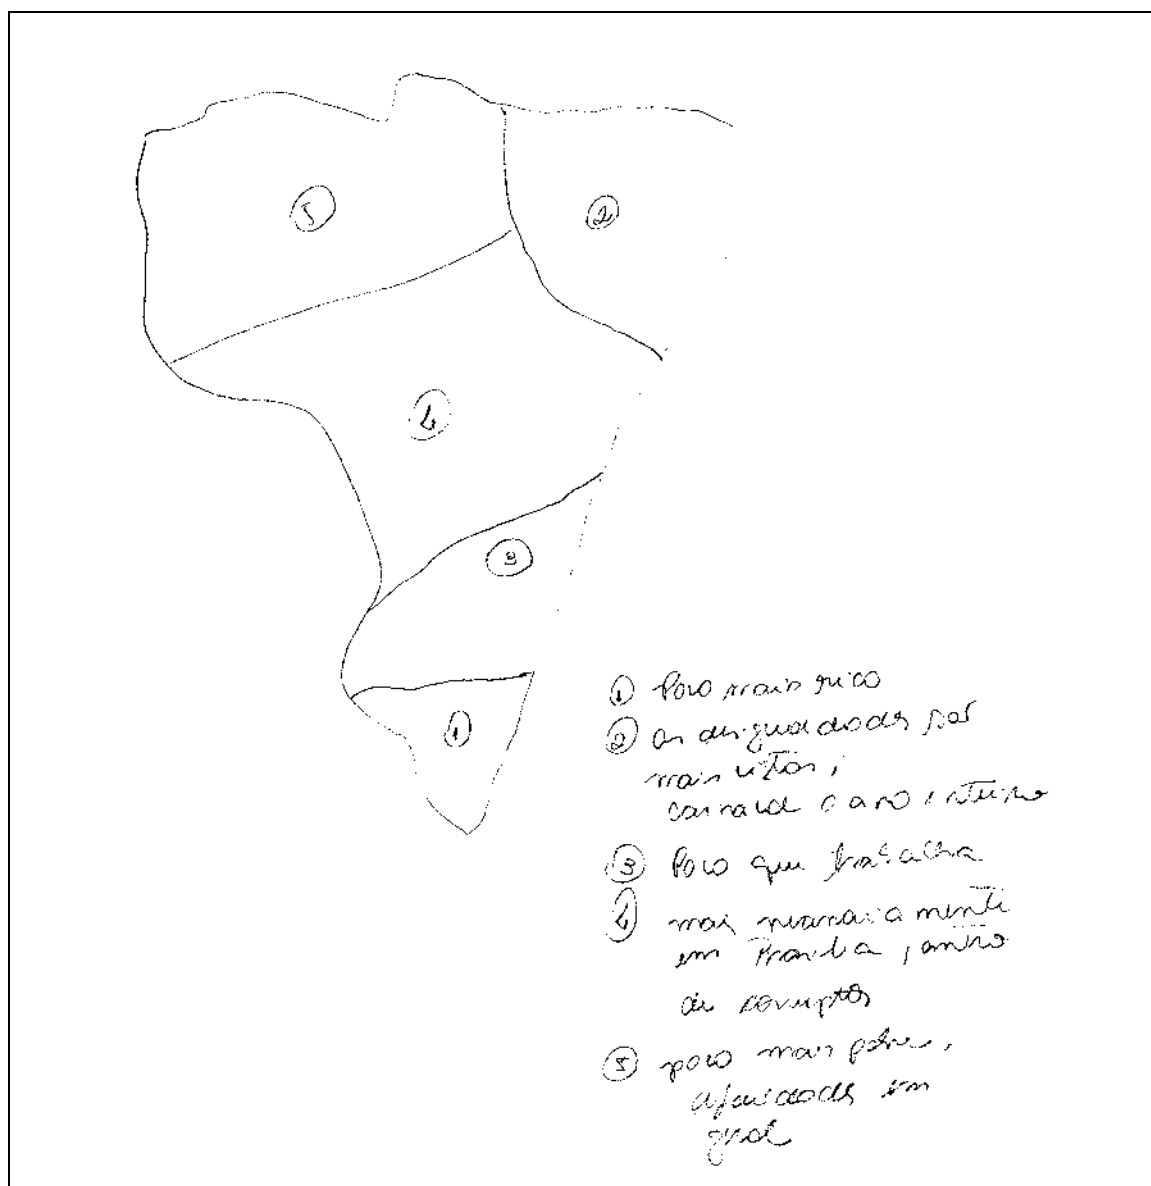 5
2
4
3
1
① Povo mais rico
② as desigualdades são
mais vistas,
carnaval o ano inteiro
③ Povo que trabalha
④ mais
em Brasília, antro
de corruptos
⑤ povo mais pobre,
em
geral